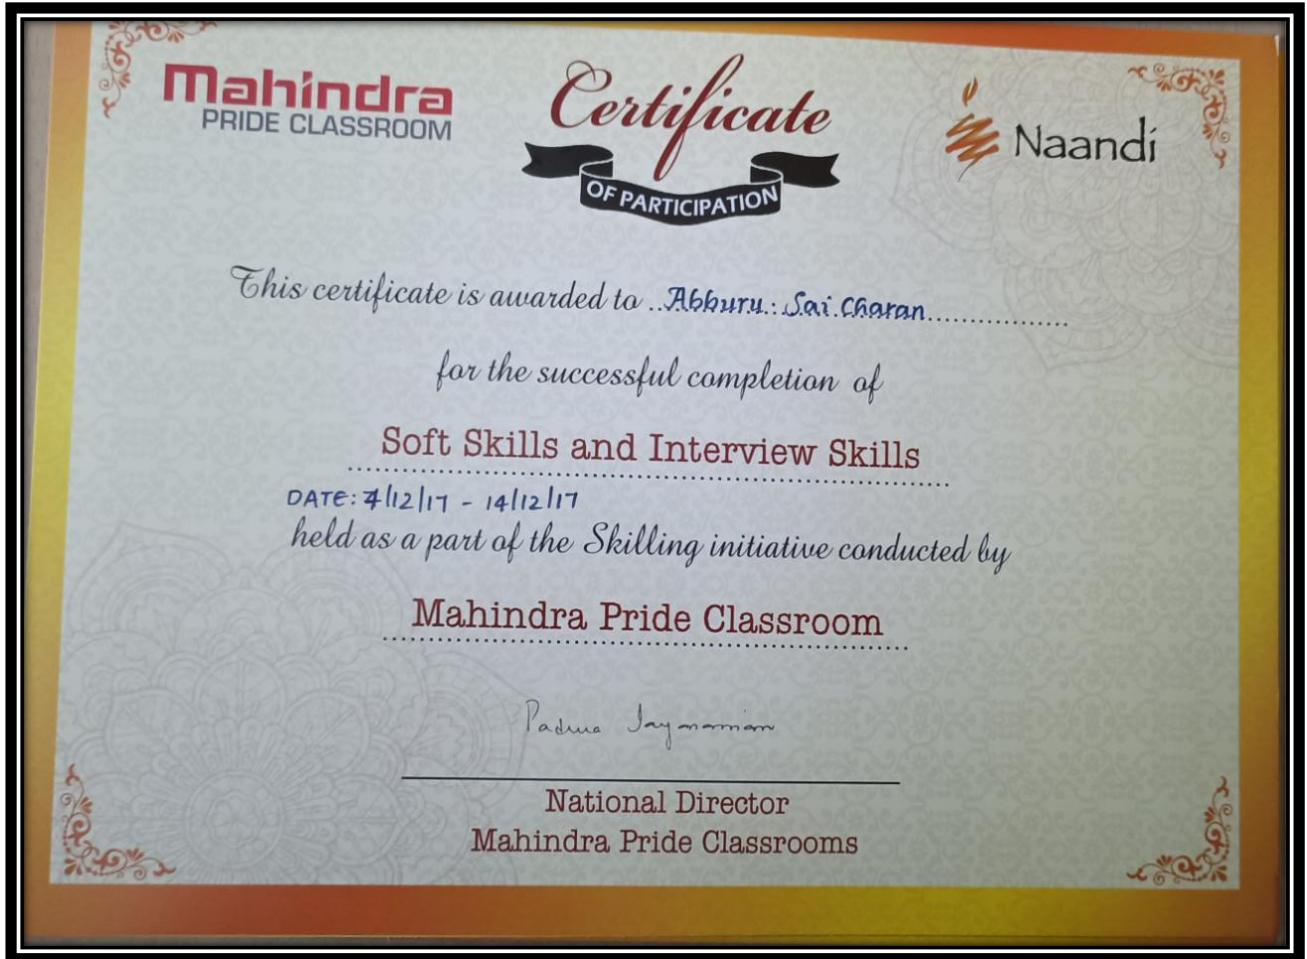 Mahindra
PRIDE CLASSROOM
Certificate
OF PARTICIPATION
Naandi
This certificate is awarded to ..Abburu. Sai Charan................
for the successful completion of
Soft Skills and Interview Skills
DATE: 7/12/17 - 14/12/17
held as a part of the Skilling initiative conducted by
Mahindra Pride Classroom
Padma
National Director
Mahindra Pride Classrooms